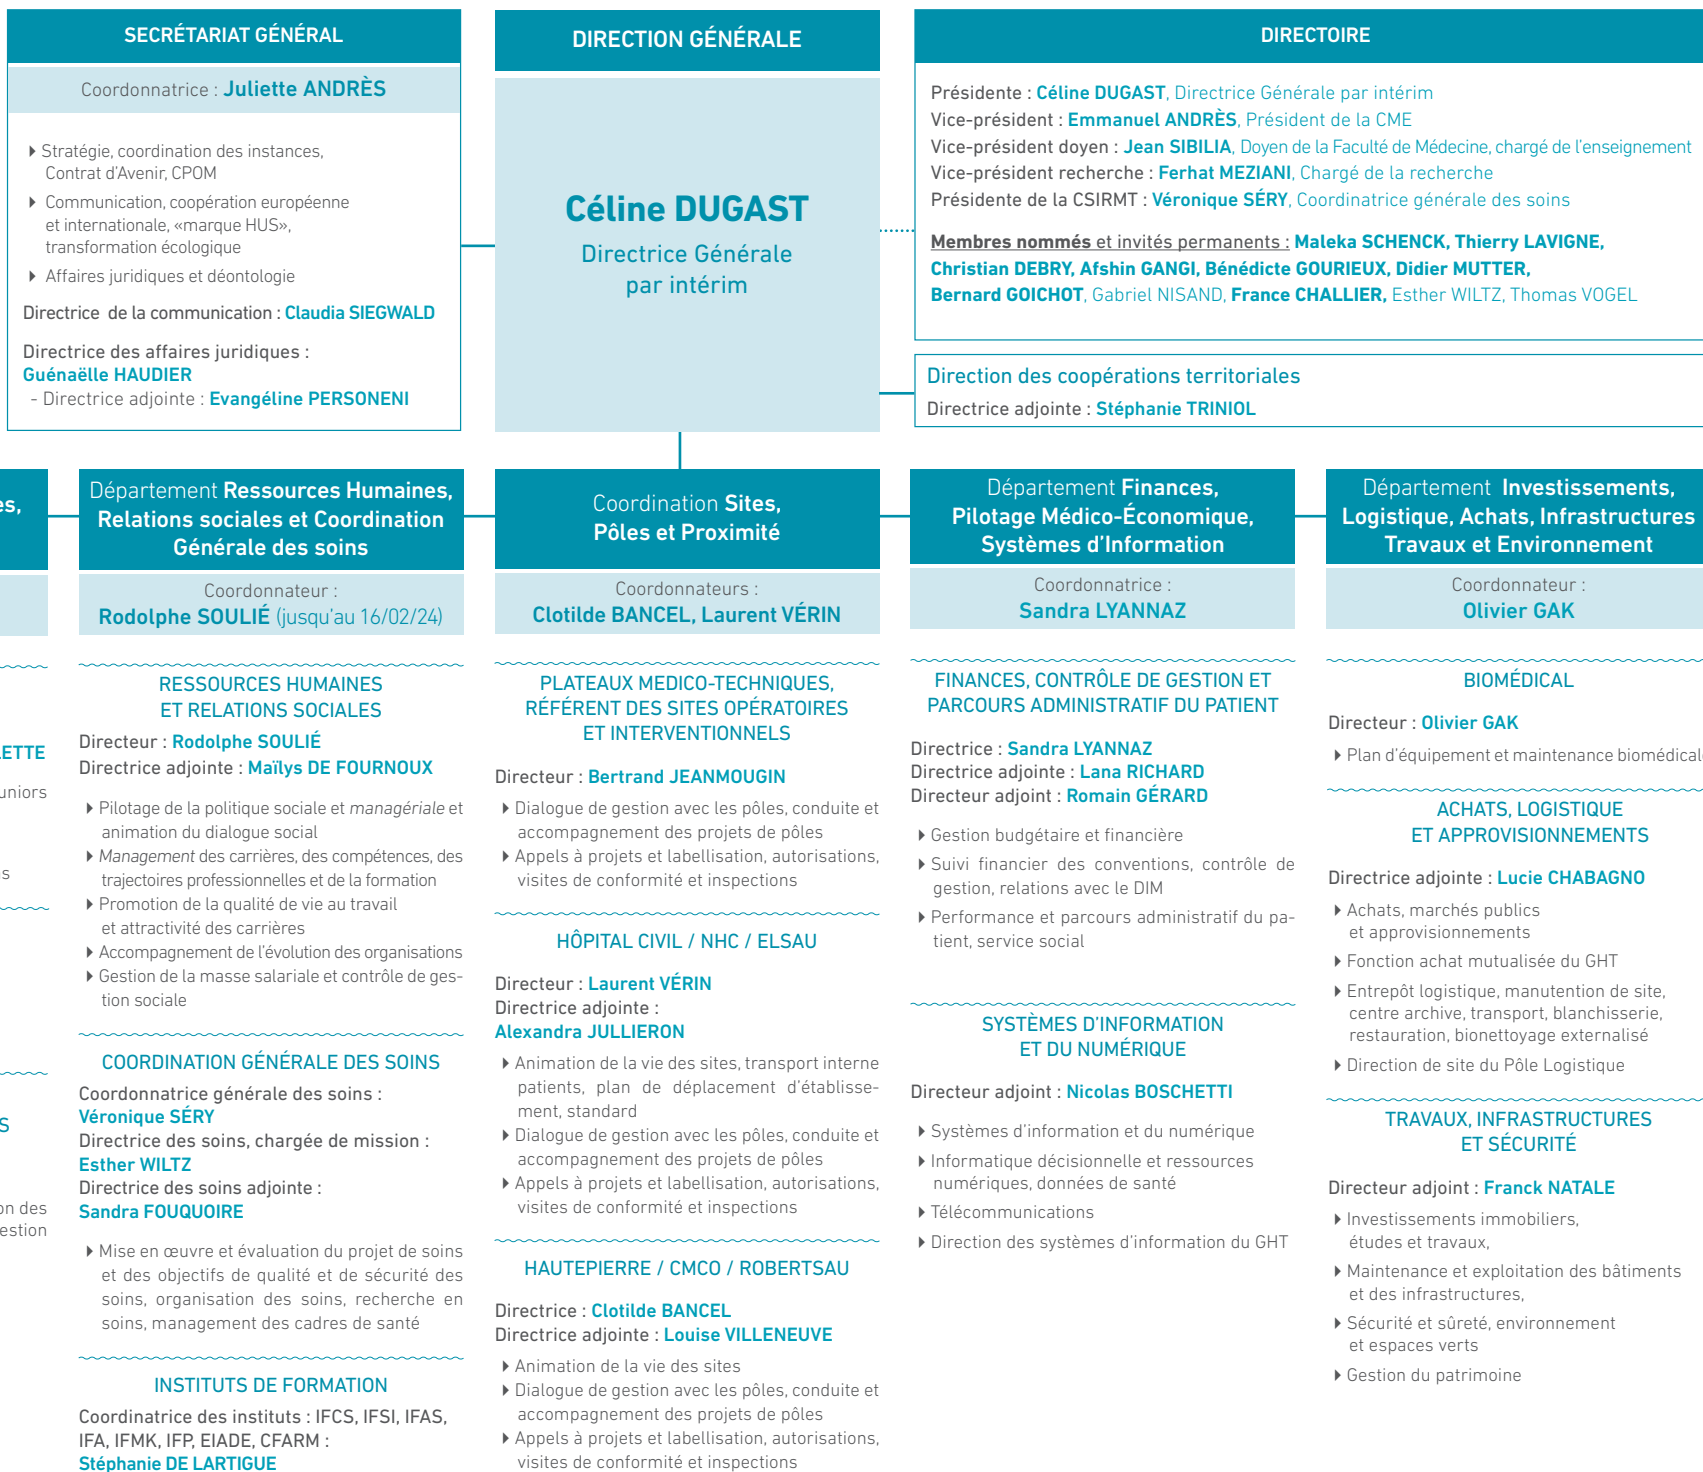 SECRÉTARIAT GÉNÉRAL
Coordonnatrice : Juliette ANDRÈS
Stratégie, coordination des instances,
Contrat d'Avenir, CPOM
Communication, coopération européenne
et internationale, «marque HUS»,
transformation écologique
Affaires juridiques et déontologie
Directrice de la communication : Claudia SIEGWALD
Directrice des affaires juridiques :
Guénaëlle HAUDIER
- Directrice adjointe : Evangéline PERSONENI
DIRECTION GÉNÉRALE
Céline DUGAST
Directrice Générale
par intérim
DIRECTOIRE
Présidente : Céline DUGAST, Directrice Générale par intérim
Vice-président : Emmanuel ANDRÈS, Président de la CME
Vice-président doyen : Jean SIBILIA, Doyen de la Faculté de Médecine, chargé de l'enseignement
Vice-président recherche : Ferhat MEZIANI, Chargé de la recherche
Présidente de la CSIRMT : Véronique SÉRY, Coordinatrice générale des soins
Membres nommés et invités permanents : Maleka SCHENCK, Thierry LAVIGNE,
Christian DEBRY, Afshin GANGI, Bénédicte GOURIEUX, Didier MUTTER,
Bernard GOICHOT, Gabriel NISAND, France CHALLIER, Esther WILTZ, Thomas VOGEL
Direction des coopérations territoriales
Directrice adjointe : Stéphanie TRINIOL
es,
ETTE
uniors
s
S
on des
estion
Département Ressources Humaines,
Relations sociales et Coordination
Générale des soins
Coordonnateur :
Rodolphe SOULIÉ (jusqu'au 16/02/24)
RESSOURCES HUMAINES
ET RELATIONS SOCIALES
Directeur : Rodolphe SOULIÉ
Directrice adjointe : Maïlys DE FOURNOUX
Pilotage de la politique sociale et managériale et
animation du dialogue social
Management des carrières, des compétences, des
trajectoires professionnelles et de la formation
Promotion de la qualité de vie au travail
et attractivité des carrières
Accompagnement de l'évolution des organisations
Gestion de la masse salariale et contrôle de ges-
tion sociale
COORDINATION GÉNÉRALE DES SOINS
Coordonnatrice générale des soins :
Véronique SÉRY
Directrice des soins, chargée de mission :
Esther WILTZ
Directrice des soins adjointe :
Sandra FOUQUOIRE
Mise en œuvre et évaluation du projet de soins
et des objectifs de qualité et de sécurité des
soins, organisation des soins, recherche en
soins, management des cadres de santé
INSTITUTS DE FORMATION
Coordinatrice des instituts : IFCS, IFSI, IFAS,
IFA, IFMK, IFP, EIADE, CFARM :
Stéphanie DE LARTIGUE
Coordination Sites,
Pôles et Proximité
Coordonnateurs :
Clotilde BANCEL, Laurent VÉRIN
PLATEAUX MEDICO-TECHNIQUES,
RÉFÉRENT DES SITES OPÉRATOIRES
ET INTERVENTIONNELS
Directeur : Bertrand JEANMOUGIN
Dialogue de gestion avec les pôles, conduite et
accompagnement des projets de pôles
Appels à projets et labellisation, autorisations,
visites de conformité et inspections
HÔPITAL CIVIL / NHC / ELSAU
Directeur : Laurent VÉRIN
Directrice adjointe :
Alexandra JULLIERON
Animation de la vie des sites, transport interne
patients, plan de déplacement d'établisse-
ment, standard
Dialogue de gestion avec les pôles, conduite et
accompagnement des projets de pôles
Appels à projets et labellisation, autorisations,
visites de conformité et inspections
HAUTEPIERRE / CMCO / ROBERTSAU
Directrice : Clotilde BANCEL
Directrice adjointe : Louise VILLENEUVE
Animation de la vie des sites
Dialogue de gestion avec les pôles, conduite et
accompagnement des projets de pôles
Appels à projets et labellisation, autorisations,
visites de conformité et inspections
Département Finances,
Pilotage Médico-Économique,
Systèmes d'Information
Coordonnatrice :
Sandra LYANNAZ
FINANCES, CONTRÔLE DE GESTION ET
PARCOURS ADMINISTRATIF DU PATIENT
Directrice : Sandra LYANNAZ
Directrice adjointe : Lana RICHARD
Directeur adjoint : Romain GÉRARD
Gestion budgétaire et financière
Suivi financier des conventions, contrôle de
gestion, relations avec le DIM
Performance et parcours administratif du pa-
tient, service social
SYSTÈMES D'INFORMATION
ET DU NUMÉRIQUE
Directeur adjoint : Nicolas BOSCHETTI
Systèmes d'information et du numérique
Informatique décisionnelle et ressources
numériques, données de santé
Télécommunications
Direction des systèmes d'information du GHT
Département Investissements,
Logistique, Achats, Infrastructures
Travaux et Environnement
Coordonnateur :
Olivier GAK
BIOMÉDICAL
Directeur : Olivier GAK
Plan d'équipement et maintenance biomédicale
ACHATS, LOGISTIQUE
ET APPROVISIONNEMENTS
Directrice adjointe : Lucie CHABAGNO
Achats, marchés publics
et approvisionnements
Fonction achat mutualisée du GHT
Entrepôt logistique, manutention de site,
centre archive, transport, blanchisserie,
restauration, bionettoyage externalisé
Direction de site du Pôle Logistique
TRAVAUX, INFRASTRUCTURES
ET SÉCURITÉ
Directeur adjoint : Franck NATALE
Investissements immobiliers,
études et travaux,
Maintenance et exploitation des bâtiments
et des infrastructures,
Sécurité et sûreté, environnement
et espaces verts
Gestion du patrimoine